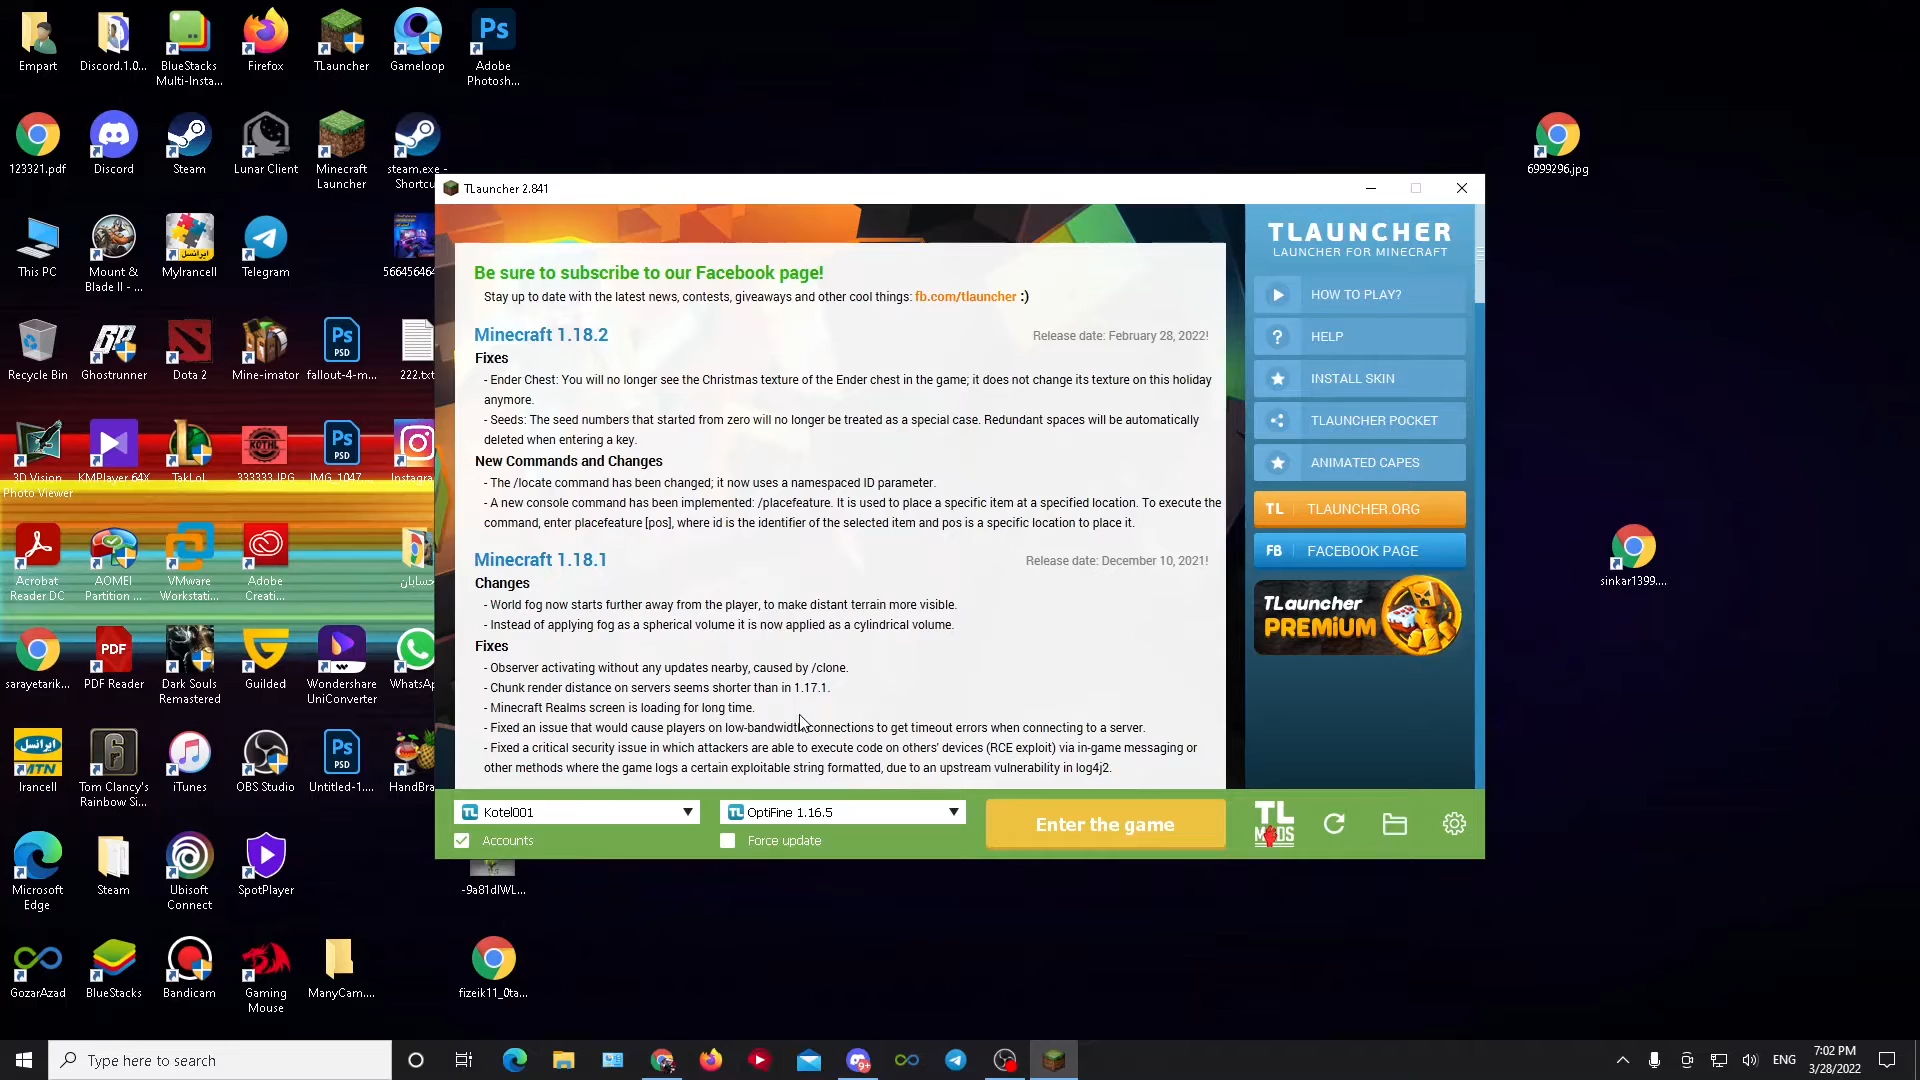 Empart
Discord.1.0...
BlueStacks
Multi-Insta...
Firefox
TLauncher
Gameloop
Ps
Adobe
Photosh...
123321.pdf
Discord
Steam
Lunar Client
Minecraft
Launcher
steam.exe -
Shortcu
6999296.jpg
This PC
Mount &
Blade II - ...
MyIrancell
Telegram
566456464
Recycle Bin
Ghostrunner
Dota 2
Mine-imator
fallout-4-m...
222.txt
3D Vision
Photo Viewer
KMPlayer 64X
TakLoL
333333.JPG
IMG_1047...
Instagra
Acrobat
Reader DC
AOMEI
Partition ...
VMware
Workstati...
Adobe
Creati...
حسابان
sinkar1399....
sarayetarik...
PDF Reader
Dark Souls
Remastered
Guilded
Wondershare
UniConverter
WhatsAp
Irancell
Tom Clancy's
Rainbow Si...
iTunes
OBS Studio
Untitled-1....
HandBra
Microsoft
Edge
Steam
Ubisoft
Connect
SpotPlayer
-9a81dIWL...
GozarAzad
BlueStacks
Bandicam
Gaming
Mouse
ManyCam....
fizeik11_0ta...
TLauncher 2.841
Be sure to subscribe to our Facebook page!
Stay up to date with the latest news, contests, giveaways and other cool things: fb.com/tlauncher :)
Minecraft 1.18.2
Release date: February 28, 2022!
Fixes
- Ender Chest: You will no longer see the Christmas texture of the Ender chest in the game; it does not change its texture on this holiday
anymore.
- Seeds: The seed numbers that started from zero will no longer be treated as a special case. Redundant spaces will be automatically
deleted when entering a key.
New Commands and Changes
- The /locate command has been changed; it now uses a namespaced ID parameter.
- A new console command has been implemented: /placefeature. It is used to place a specific item at a specified location. To execute the
command, enter placefeature [pos], where id is the identifier of the selected item and pos is a specific location to place it.
Minecraft 1.18.1
Release date: December 10, 2021!
Changes
- World fog now starts further away from the player, to make distant terrain more visible.
- Instead of applying fog as a spherical volume it is now applied as a cylindrical volume.
Fixes
- Observer activating without any updates nearby, caused by /clone.
- Chunk render distance on servers seems shorter than in 1.17.1.
- Minecraft Realms screen is loading for long time.
- Fixed an issue that would cause players on low-bandwidth connections to get timeout errors when connecting to a server.
- Fixed a critical security issue in which attackers are able to execute code on others' devices (RCE exploit) via in-game messaging or
other methods where the game logs a certain exploitable string formatted, due to an upstream vulnerability in log4j2.
TLAUNCHER
LAUNCHER FOR MINECRAFT
HOW TO PLAY?
HELP
INSTALL SKIN
TLAUNCHER POCKET
ANIMATED CAPES
TL TLAUNCHER.ORG
FB FACEBOOK PAGE
TLauncher
PREMIUM
TL Kotel001
TL OptiFine 1.16.5
Enter the game
TL
MODS
Accounts
Force update
Type here to search
9+
ENG
7:02 PM
3/28/2022